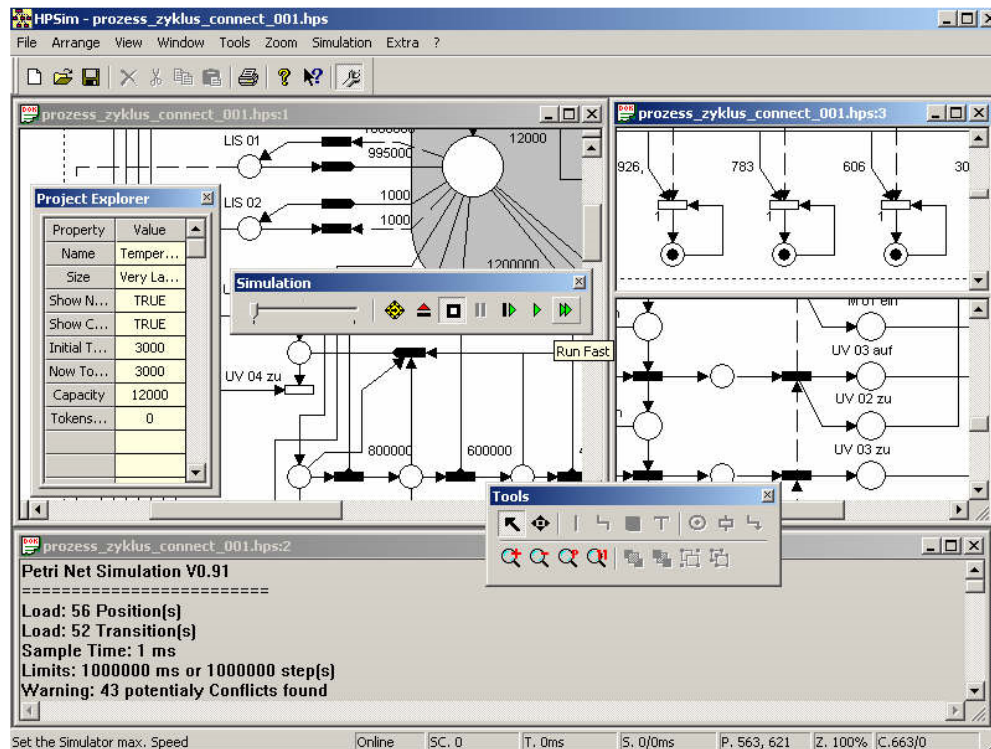 HPSim - prozess_zyklus_connect_001.hps
File Arrange View Window Tools Zoom Simulation Extra ?
prozess_zyklus_connect_001.hps:1
LIS 01
995000
12000
LIS 02
1000
1000
1200000
UV 04 zu
800000 600000
Project Explorer
Property Value
Name Temper...
Size Very La...
Show N... TRUE
Show C... TRUE
Initial T... 3000
Now To... 3000
Capacity 12000
Tokens... 0
Simulation
Run Fast
prozess_zyklus_connect_001.hps:3
926, 783 606 30
1 1 1
UV 03 auf
UV 02 zu
UV 03 zu
Tools
prozess_zyklus_connect_001.hps:2
Petri Net Simulation V0.91
==========================
Load: 56 Position(s)
Load: 52 Transition(s)
Sample Time: 1 ms
Limits: 1000000 ms or 1000000 step(s)
Warning: 43 potentialy Conflicts found
Set the Simulator max. Speed Online SC. 0 T. 0ms S. 0/0ms P. 563, 621 Z. 100% C.663/0